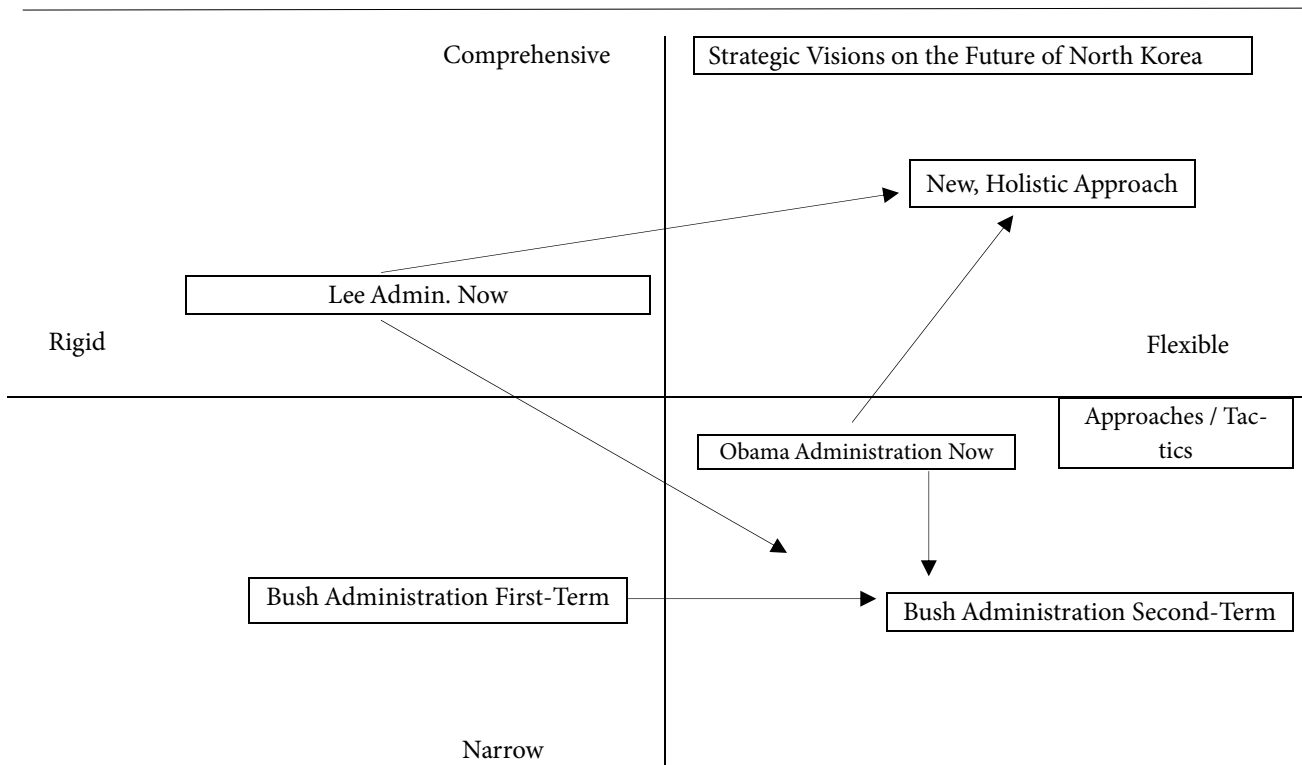 Comprehensive
Strategic Visions on the Future of North Korea
New, Holistic Approach
Lee Admin. Now
Rigid
Flexible
Approaches / Tac-
tics
Obama Administration Now
Bush Administration First-Term
Bush Administration Second-Term
Narrow